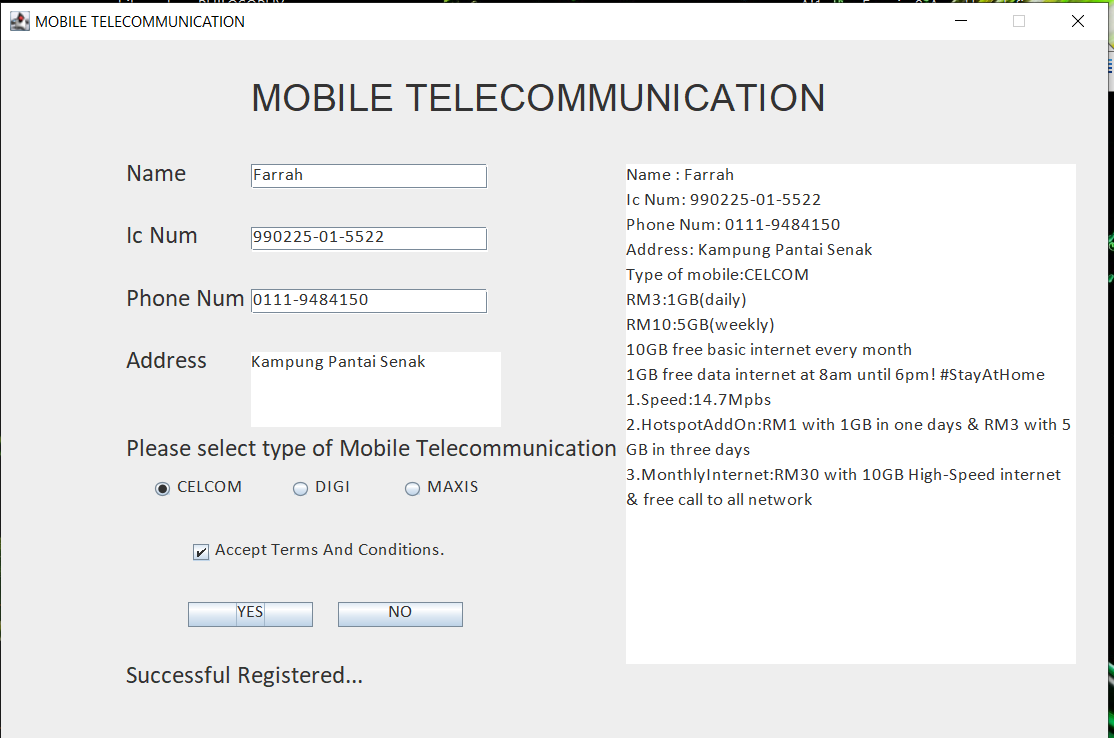 MOBILE TELECOMMUNICATION
MOBILE TELECOMMUNICATION
Name
Farrah
Ic Num
990225-01-5522
Phone Num
0111-9484150
Address
Kampung Pantai Senak
Please select type of Mobile Telecommunication
CELCOM DIGI MAXIS
Accept Terms And Conditions.
YES NO
Successful Registered...
Name : Farrah
Ic Num: 990225-01-5522
Phone Num: 0111-9484150
Address: Kampung Pantai Senak
Type of mobile:CELCOM
RM3:1GB(daily)
RM10:5GB(weekly)
10GB free basic internet every month
1GB free data internet at 8am until 6pm! #StayAtHome
1.Speed:14.7Mpbs
2.HotspotAddOn:RM1 with 1GB in one days & RM3 with 5
GB in three days
3.MonthlyInternet:RM30 with 10GB High-Speed internet
& free call to all network